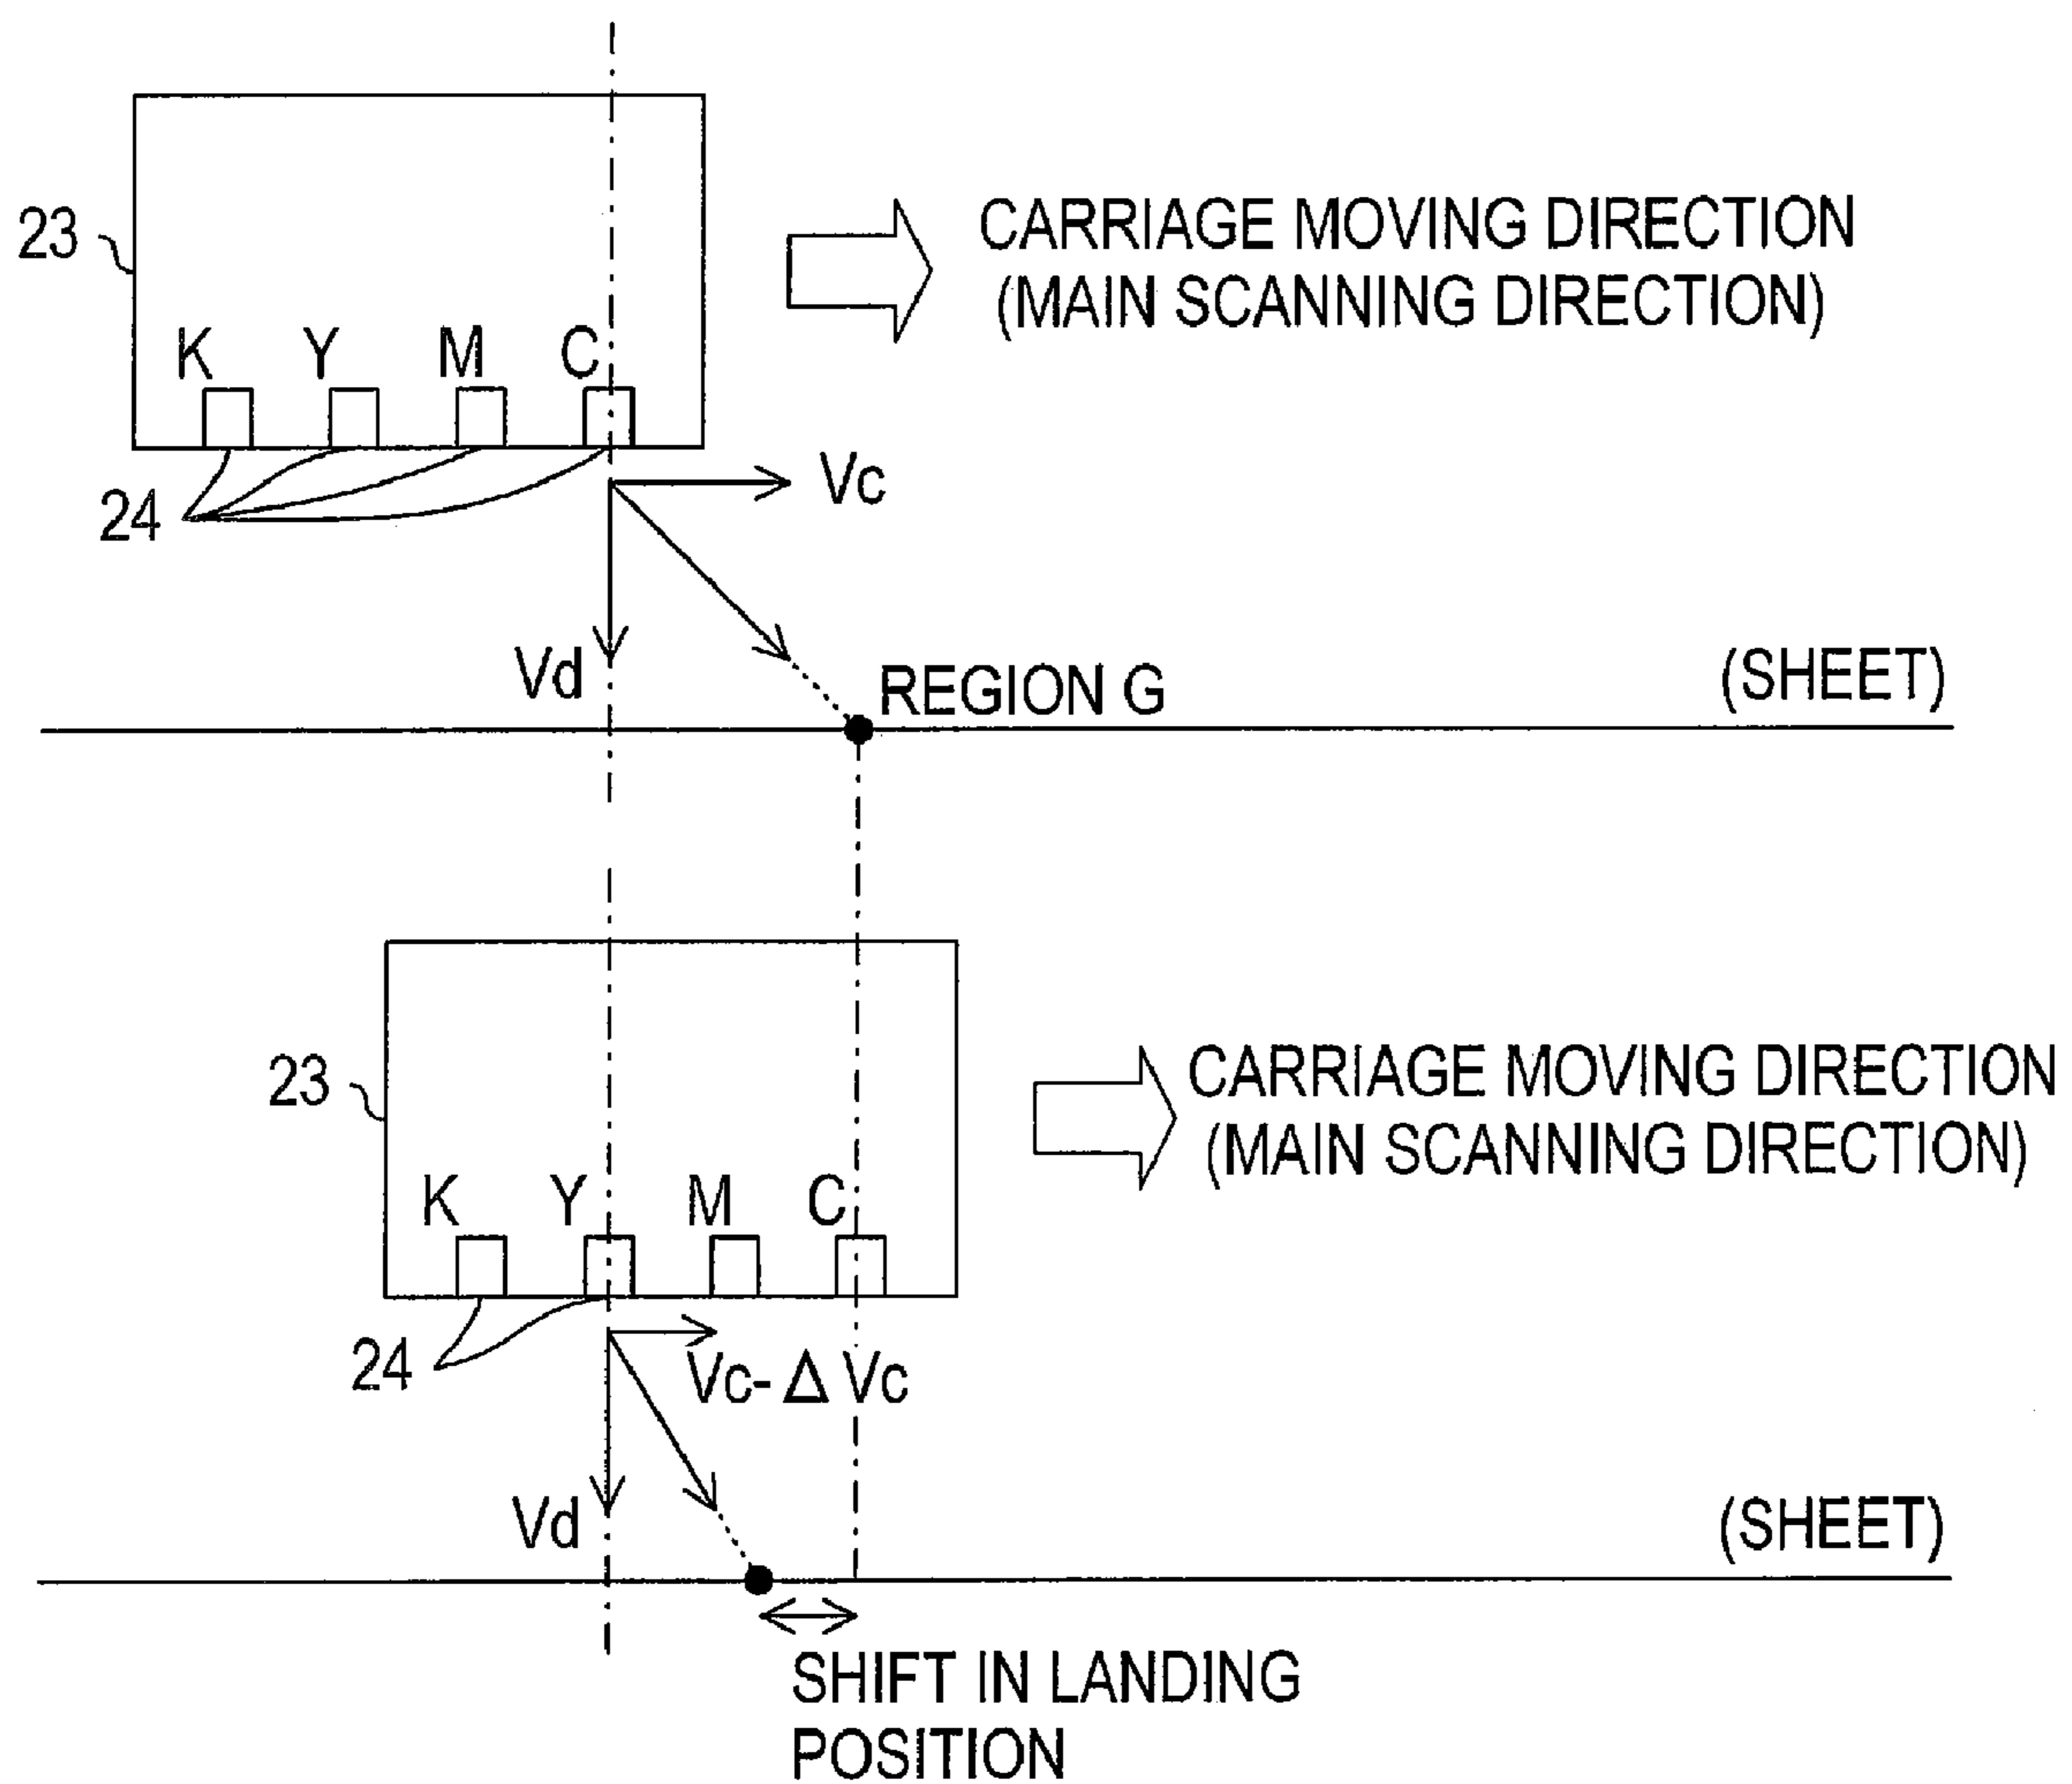 CARRIAGE MOVING DIRECTION
(MAIN SCANNING DIRECTION)
23
K Y M C
Vc
24
Vd
REGION G
(SHEET)
CARRIAGE MOVING DIRECTION
(MAIN SCANNING DIRECTION)
23
K Y M C
24
Vc- Δ Vc
Vd
(SHEET)
SHIFT IN LANDING
POSITION